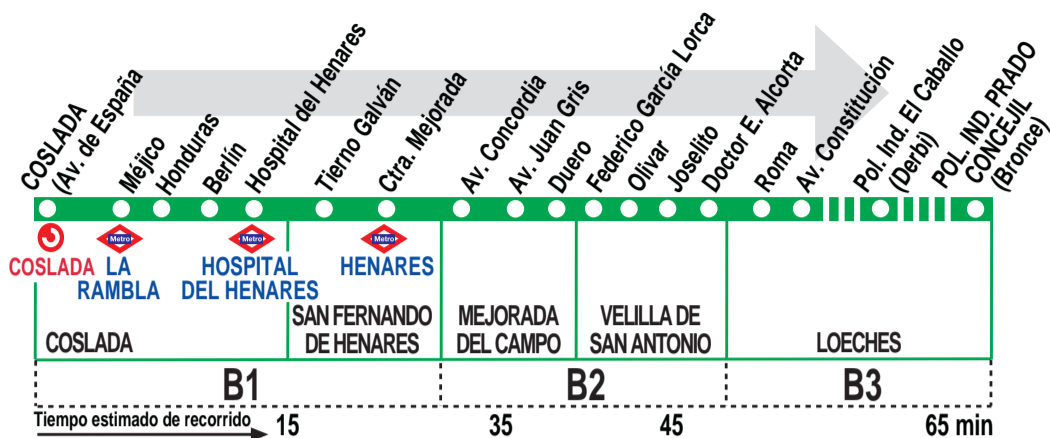 COSLADA
(Av. de España)
Méjico
Honduras
Berlín
Hospital del Henares
Tierno Galván
Ctra. Mejorada
Av. Concordia
Av. Juan Gris
Duero
Federico García Lorca
Olivar
Joselito
Doctor E. Alcorta
Roma
Av. Constitución
Pol. Ind. El Caballo
(Derbi)
POL. IND. PRADO
CONCEJIL
(Bronce)
Metro
Metro
Metro
COSLADA
LA
RAMBLA
HOSPITAL
DEL HENARES
HENARES
COSLADA
SAN FERNANDO
DE HENARES
MEJORADA
DEL CAMPO
VELILLA DE
SAN ANTONIO
LOECHES
B1
B2
B3
Tiempo estimado de recorrido 15 35 45 65 min